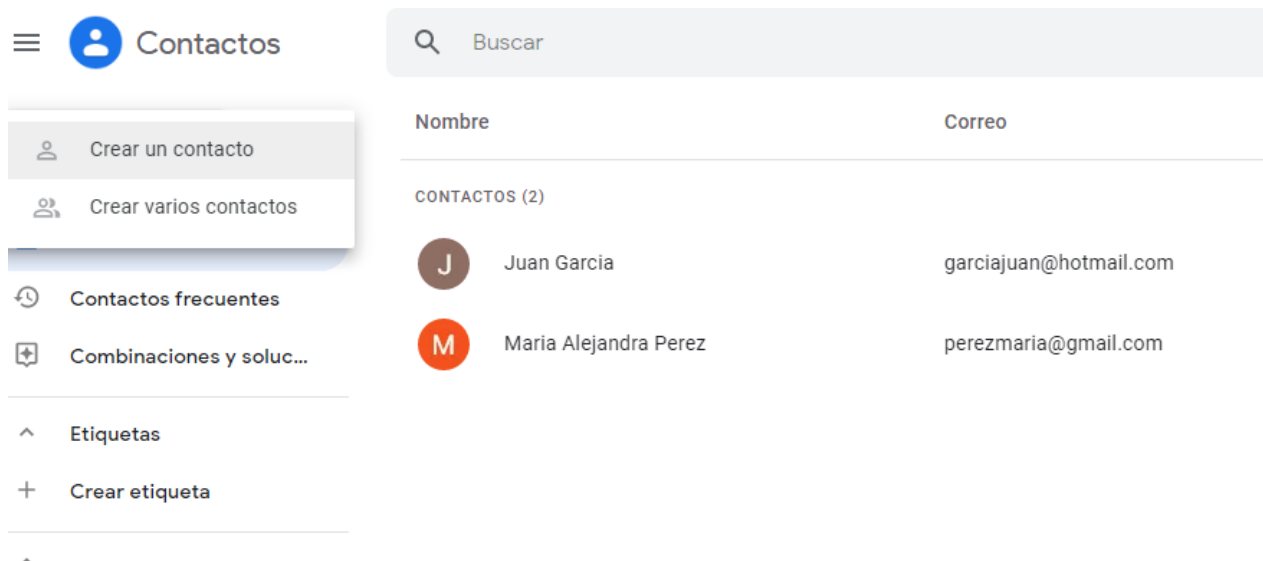 Contactos
Buscar
Crear un contacto
Crear varios contactos
Contactos frecuentes
Combinaciones y soluc...
Etiquetas
Crear etiqueta
Nombre Correo
CONTACTOS (2)
J Juan Garcia garciajuan@hotmail.com
M Maria Alejandra Perez perezmaria@gmail.com